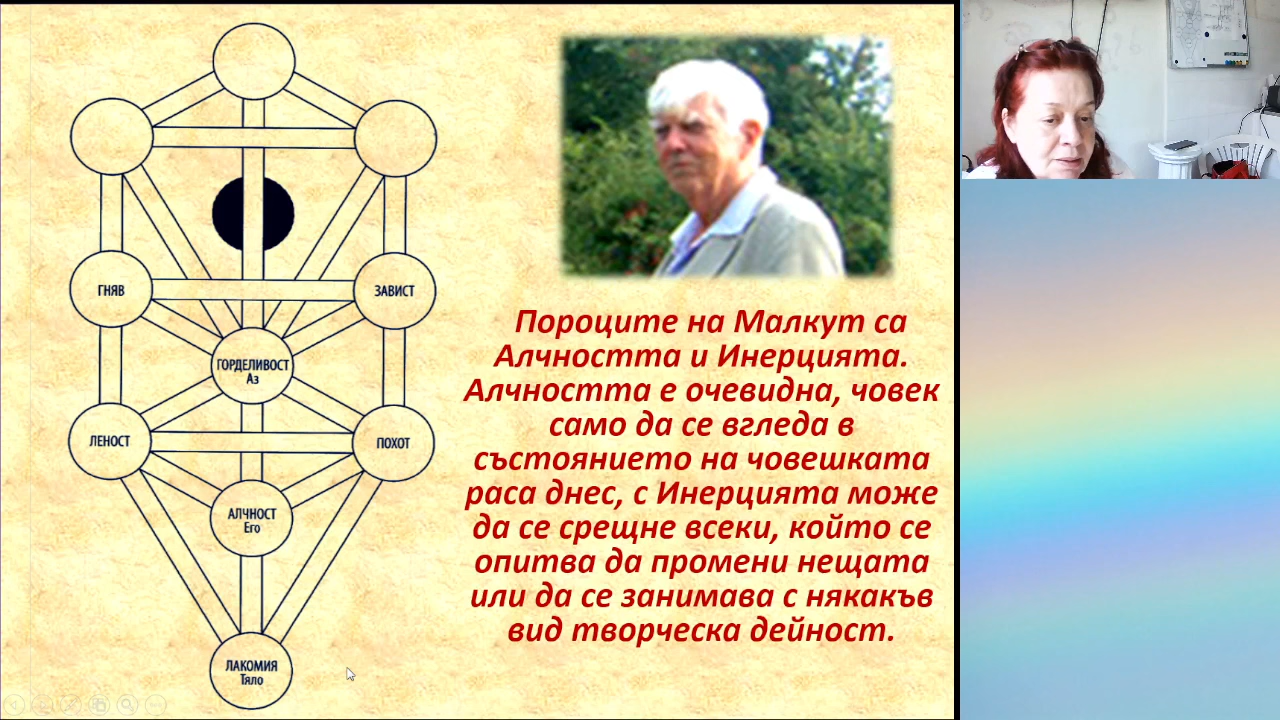 ГНЯВ
ЗАВИСТ
ГОРДЕЛИВОСТ
Аз
ЛЕНОСТ
ПОХОТ
АЛЧНОСТ
Его
ЛАКОМИЯ
Тяло
Пороците на Малкут са
Алчността и Инерцията.
Алчността е очевидна, човек
само да се вгледа в
състоянието на човешката
раса днес, с Инерцията може
да се срещне всеки, който се
опитва да промени нещата
или да се занимава с някакъв
вид творческа дейност.